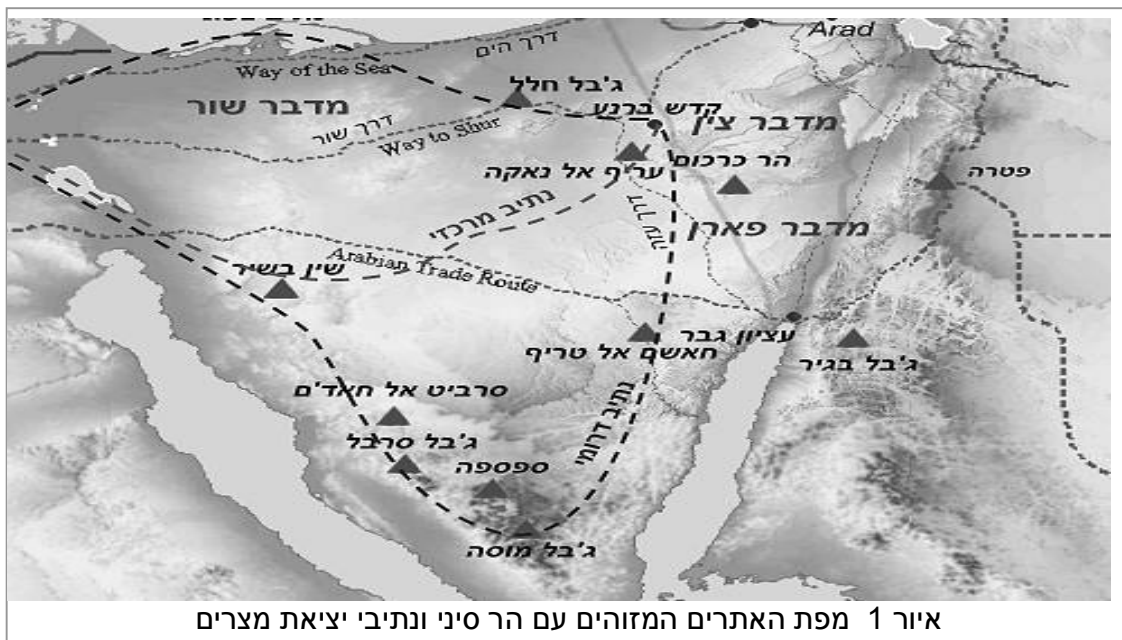 Arad
דרך הים
Way of the Sea
ג'בל חלל
מדבר שור
קדש ברנע
מדבר צין
דרך שור
Way to Shur
הר כרכום
עריף אל נאקה
פטרה
נתיב מרכזי
דרך עזה
מדבר פארן
Arabian Trade Route
שין בשיר
עציון גבר
חאשם אל טריף
ג'בל בגיר
סרביט אל חאד'ם
נתיב דרומי
ג'בל סרבל
ספספה
ג'בל מוסה
איור 1 מפת האתרים המזוהים עם הר סיני ונתיבי יציאת מצרים